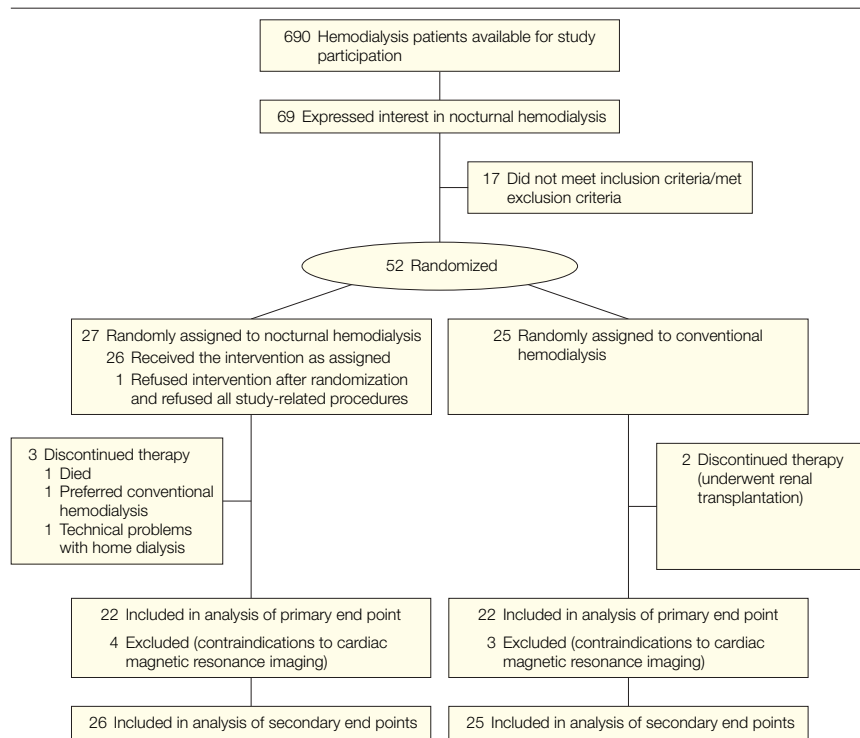 690 Hemodialysis patients available for study
participation
69 Expressed interest in nocturnal hemodialysis
17 Did not meet inclusion criteria/met
exclusion criteria
52 Randomized
27 Randomly assigned to nocturnal hemodialysis
26 Received the intervention as assigned
1 Refused intervention after randomization
and refused all study-related procedures
25 Randomly assigned to conventional
hemodialysis
3 Discontinued therapy
1 Died
1 Preferred conventional
hemodialysis
1 Technical problems
with home dialysis
2 Discontinued therapy
(underwent renal
transplantation)
22 Included in analysis of primary end point
4 Excluded (contraindications to cardiac
magnetic resonance imaging)
22 Included in analysis of primary end point
3 Excluded (contraindications to cardiac
magnetic resonance imaging)
26 Included in analysis of secondary end points
25 Included in analysis of secondary end points